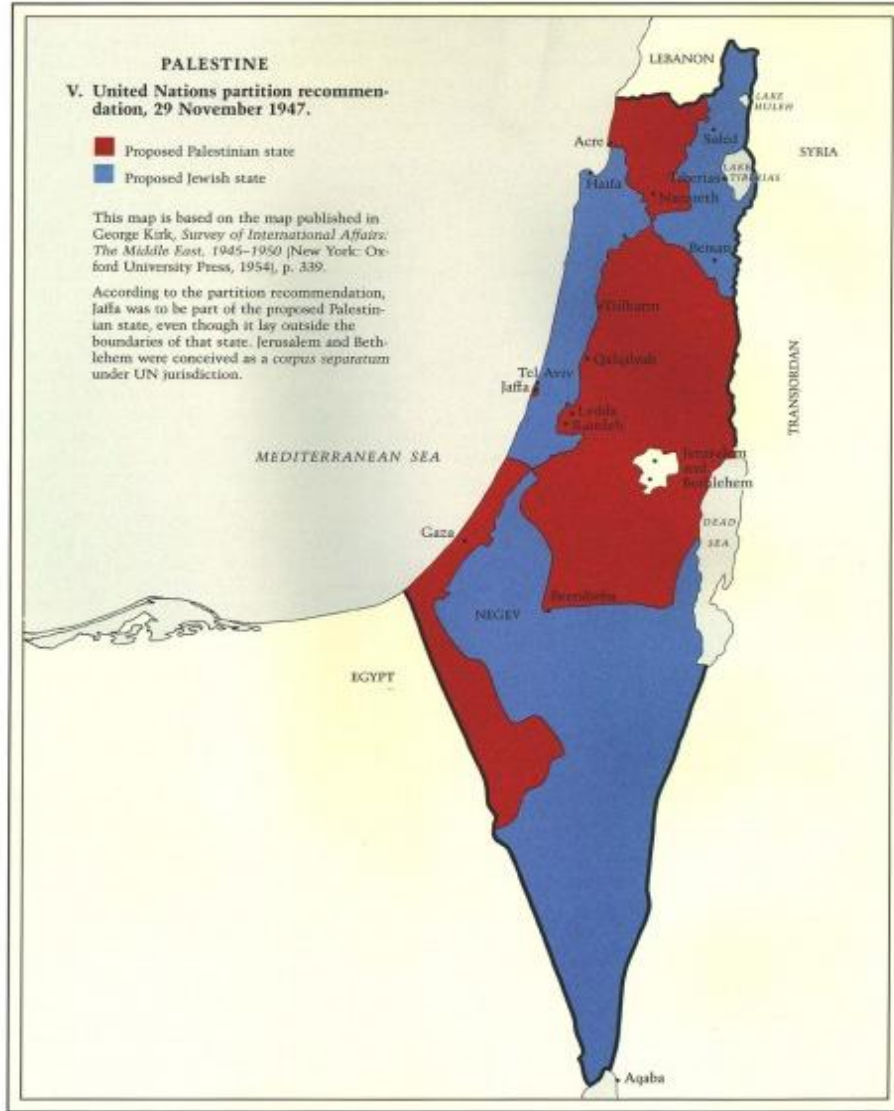 PALESTINE
V. United Nations partition recommen-
dation, 29 November 1947.
Proposed Palestinian state
Proposed Jewish state
This map is based on the map published in
George Kirk, Survey of International Affairs:
The Middle East, 1945–1950 (New York: Ox-
ford University Press, 1954), p. 339.
According to the partition recommendation,
Jaffa was to be part of the proposed Palestin-
ian state, even though it lay outside the
boundaries of that state. Jerusalem and Beth-
lehem were conceived as a corpus separatum
under UN jurisdiction.
LEBANON
LAKE
HULEH
Acre
Safed
SYRIA
Haifa
Tiberias
LAKE
TIBERIAS
Nazareth
Beisan
Tulkarm
Qalqilyah
Tel Aviv
Jaffa
Lydda
Ramleh
TRANSJORDAN
MEDITERRANEAN SEA
Jerusalem
and
Bethlehem
Gaza
DEAD
SEA
Beersheba
NEGEV
EGYPT
Aqaba